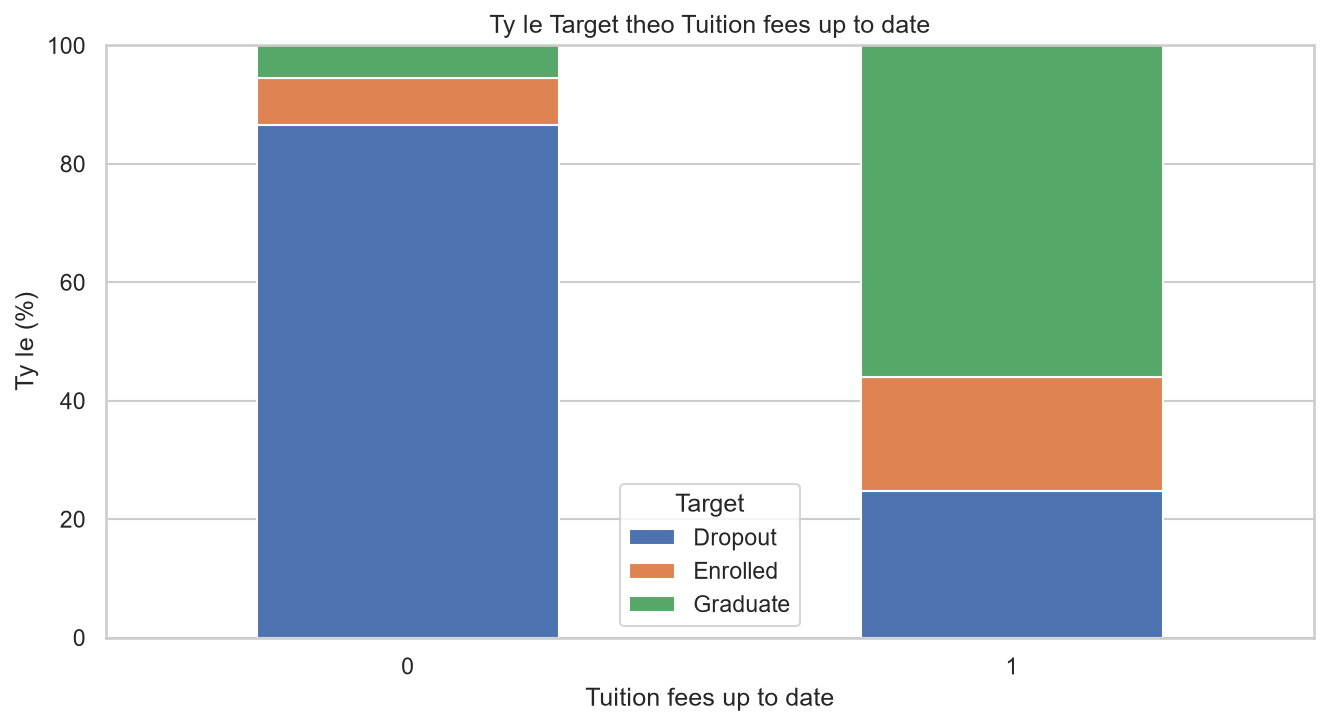 Ty le Target theo Tuition fees up to date
Ty le (%)
100
80
60
40
20
0
Target
Dropout
Enrolled
Graduate
0
1
Tuition fees up to date